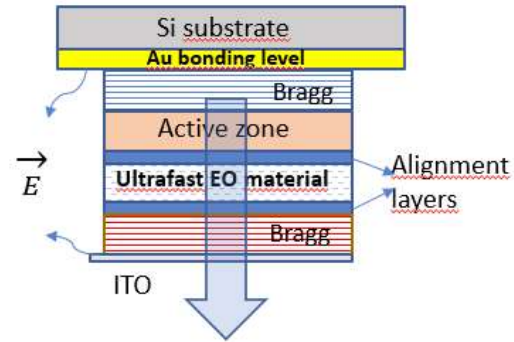 Si substrate
Au bonding level
Bragg
Active zone
Ultrafast EO material
Alignment
layers
E
Bragg
ITO